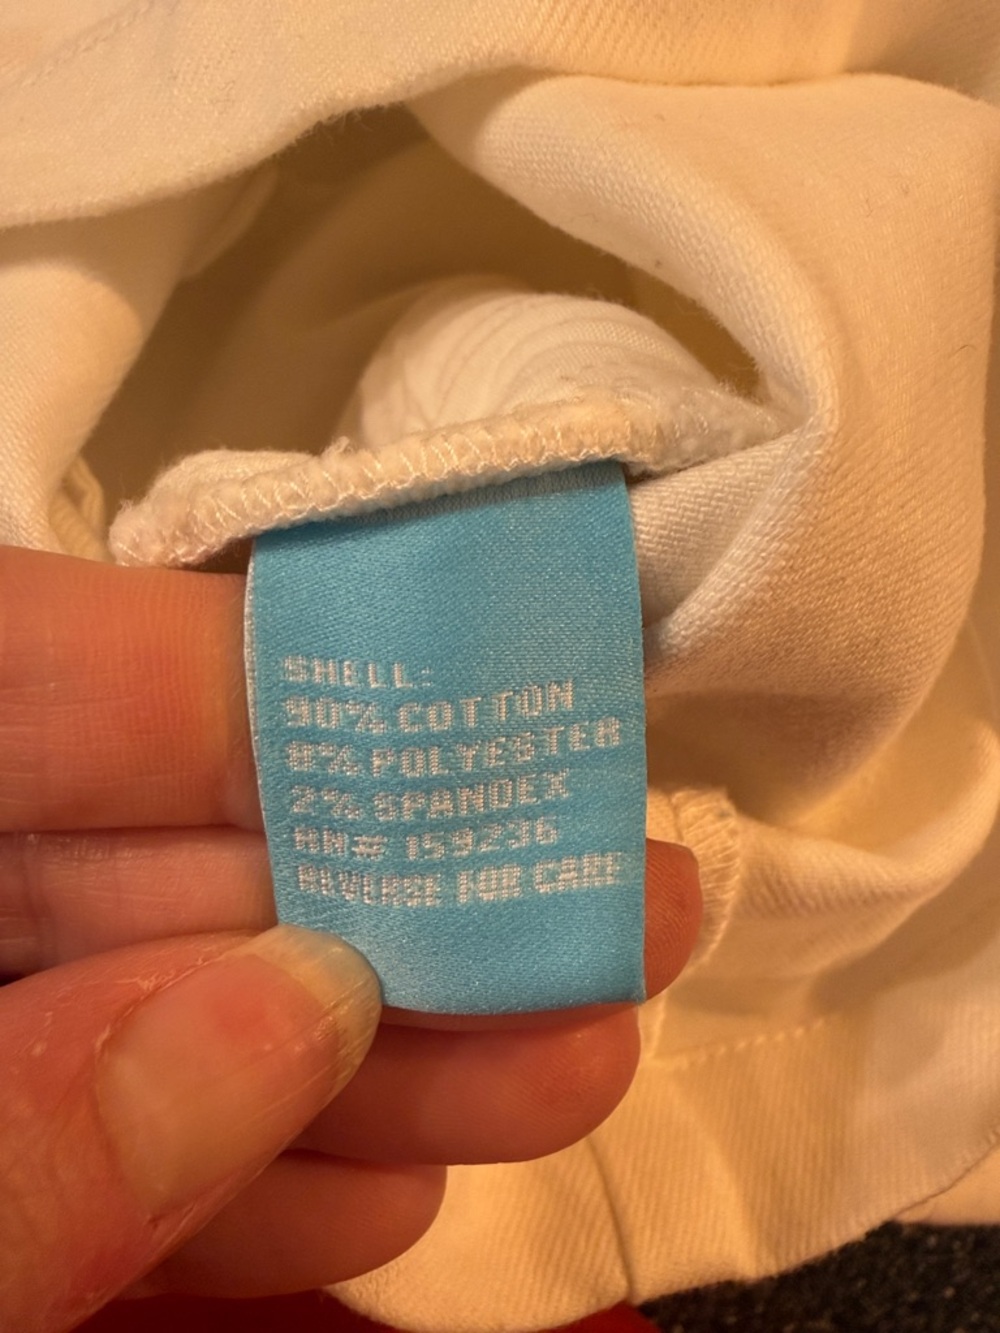 SHELL:
90% COTTON
8% POLYESTER
2% SPANDEX
RN# 159236
REVERSE FOR CARE